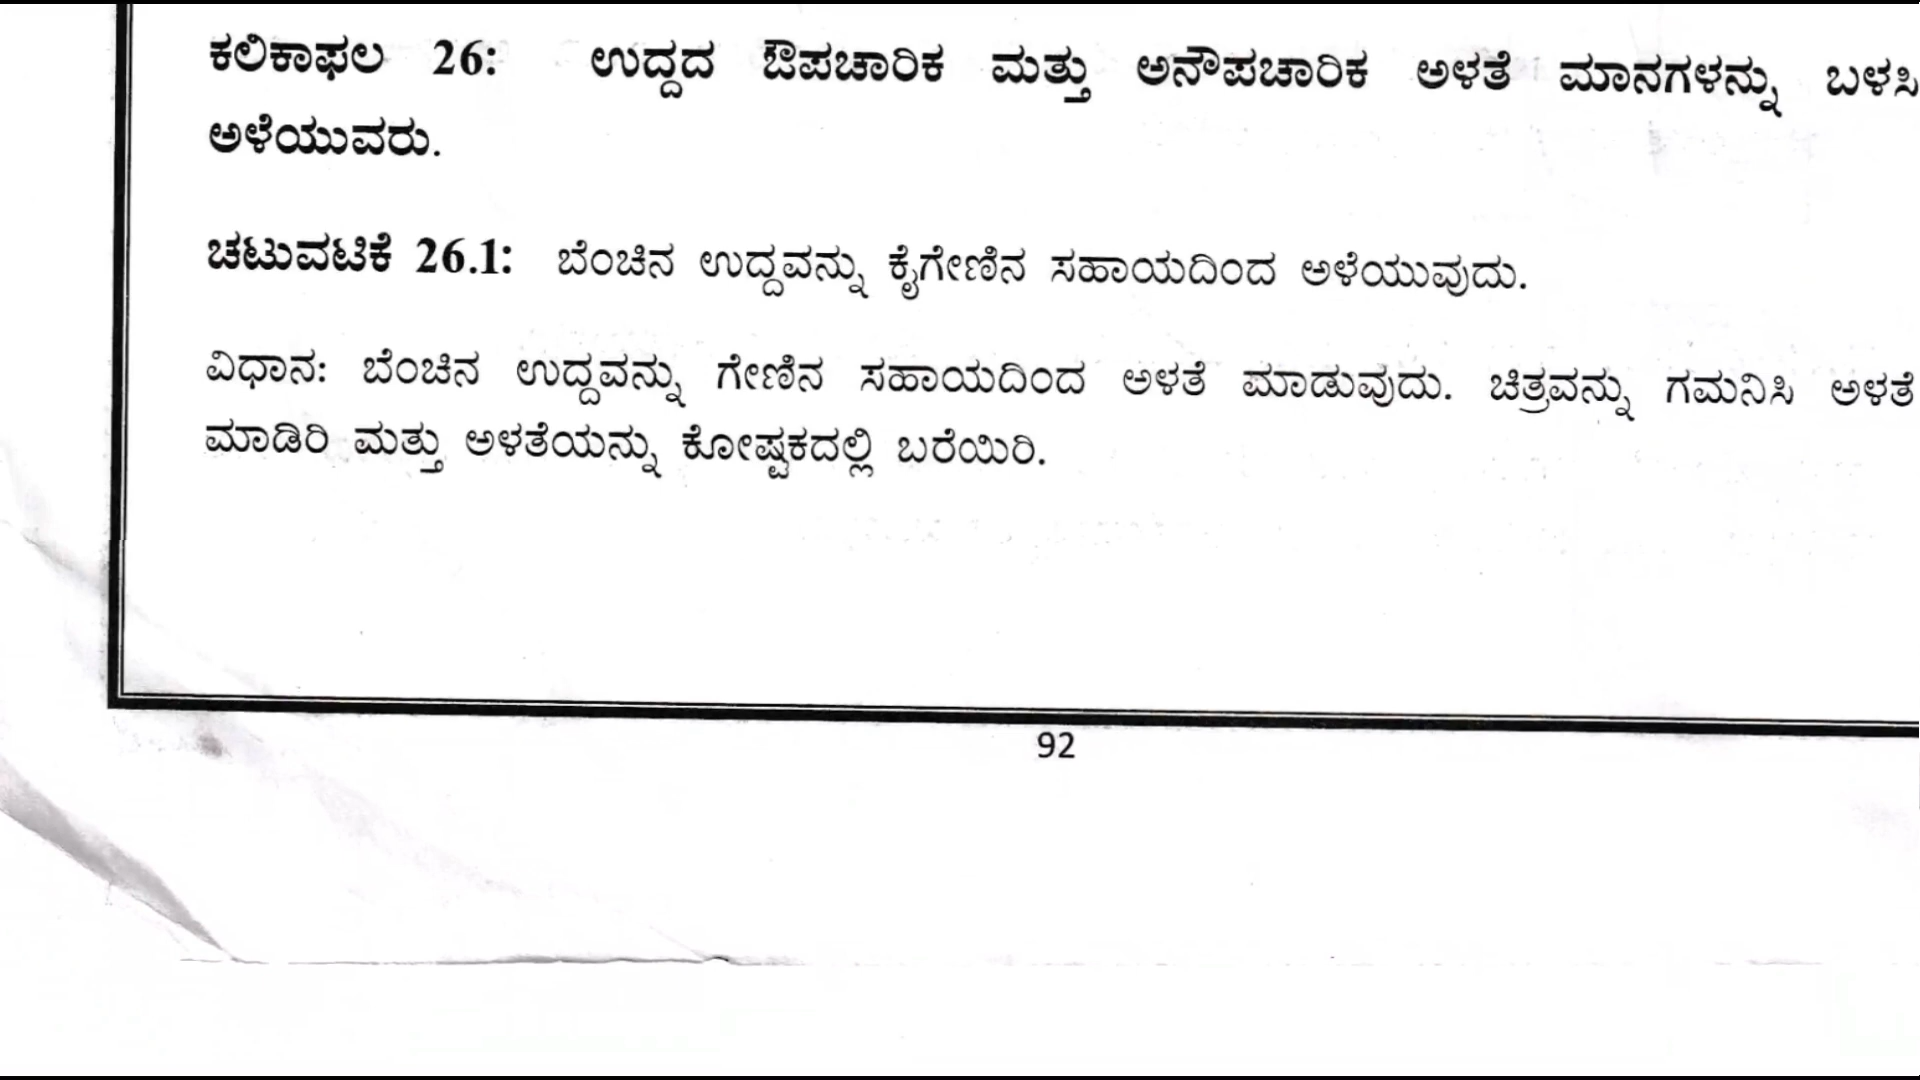 ಕಲಿಕಾಫಲ 26: ಉದ್ದದ ಔಪಚಾರಿಕ ಮತ್ತು ಅನೌಪಚಾರಿಕ ಅಳತೆ ಮಾನಗಳನ್ನು ಬಳಸಿ
ಅಳೆಯುವರು.
ಚಟುವಟಿಕೆ 26.1: ಬೆಂಚಿನ ಉದ್ದವನ್ನು ಕೈಗೇಣಿನ ಸಹಾಯದಿಂದ ಅಳೆಯುವುದು.
ವಿಧಾನ: ಬೆಂಚಿನ ಉದ್ದವನ್ನು ಗೇಣಿನ ಸಹಾಯದಿಂದ ಅಳತೆ ಮಾಡುವುದು. ಚಿತ್ರವನ್ನು ಗಮನಿಸಿ ಅಳತೆ
ಮಾಡಿರಿ ಮತ್ತು ಅಳತೆಯನ್ನು ಕೋಷ್ಟಕದಲ್ಲಿ ಬರೆಯಿರಿ.
92